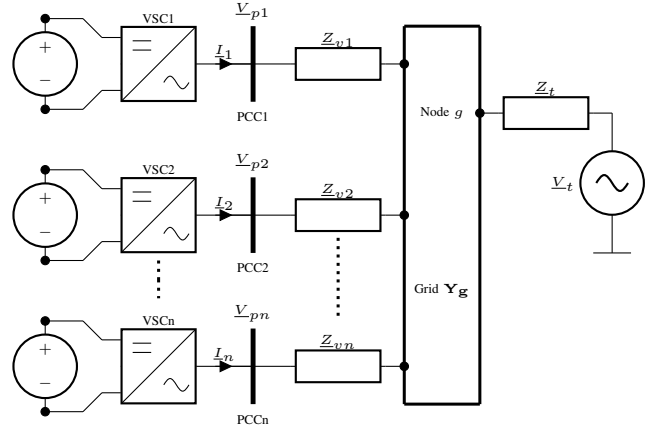 VSC1
V_p1
I_1
Z_v1
+
−
PCC1
Node g
Z_t
VSC2
V_p2
I_2
Z_v2
+
−
PCC2
V_t
Grid Y_g
VSCn
V_pn
I_n
Z_vn
+
−
PCCn